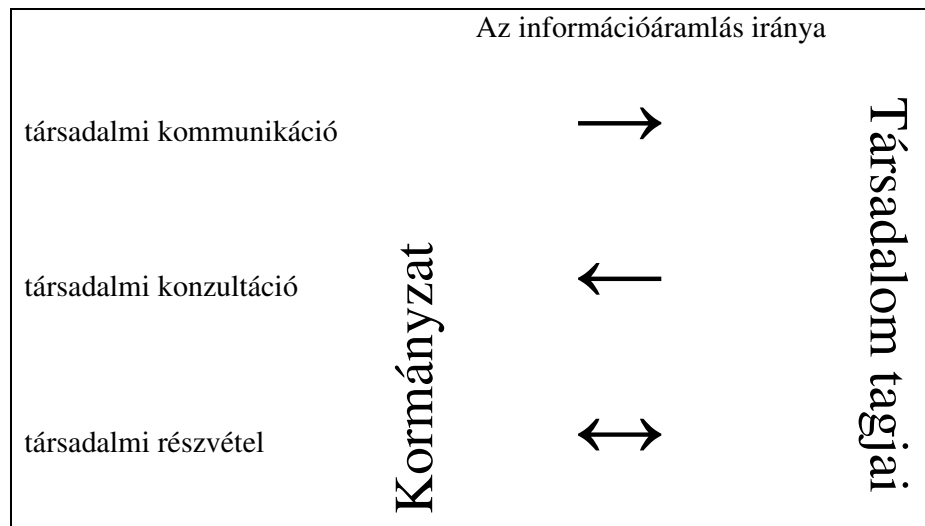 Az információáramlás iránya
társadalmi kommunikáció
→
társadalmi konzultáció
←
társadalmi részvétel
↔
Kormányzat
Társadalom tagjai